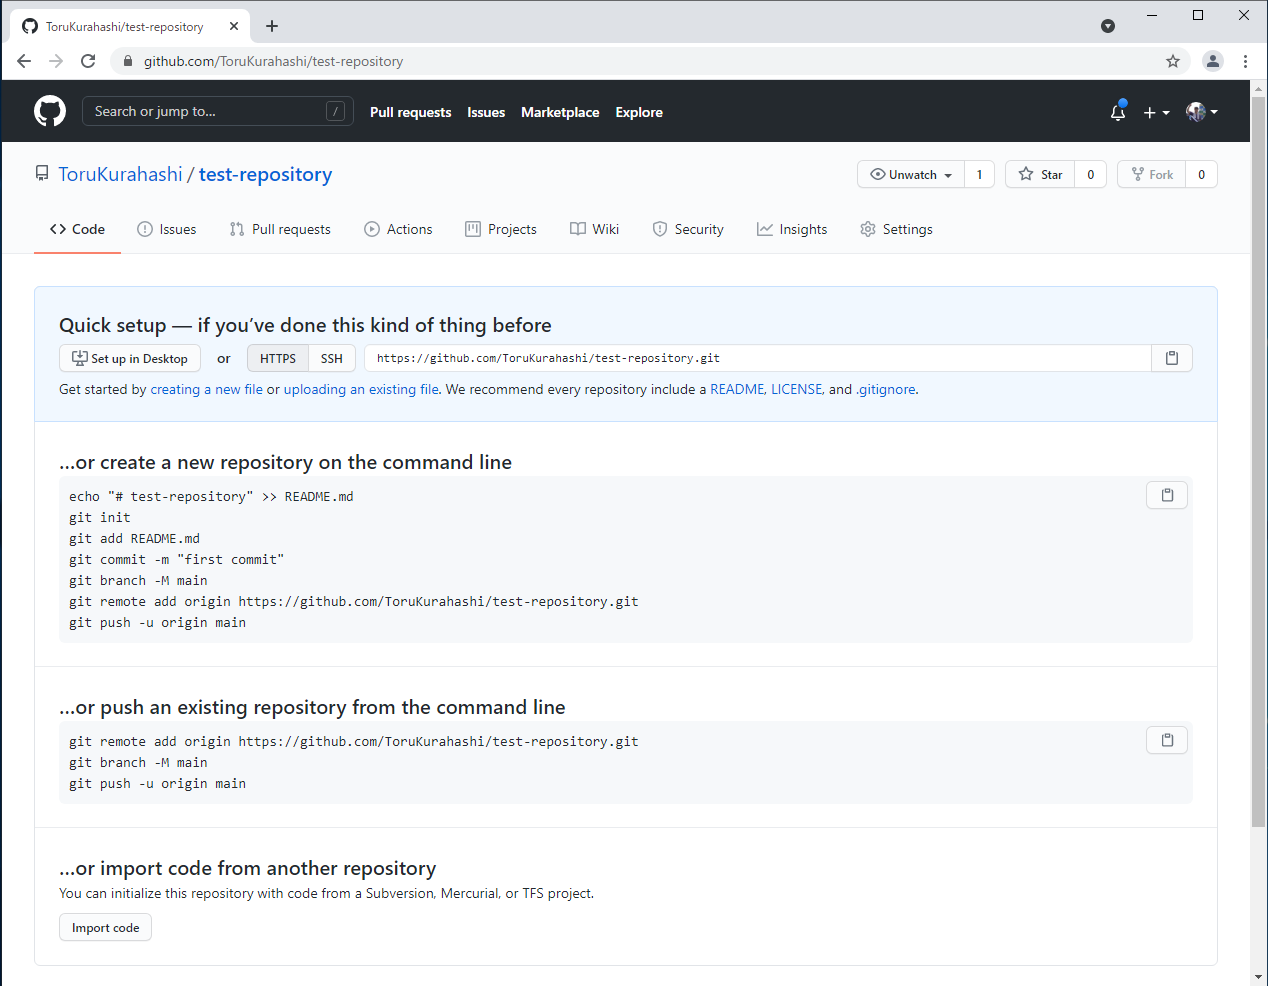 ToruKurahashi/test-repository
github.com/ToruKurahashi/test-repository
Search or jump to... / Pull requests Issues Marketplace Explore
ToruKurahashi / test-repository Unwatch 1 Star 0 Fork 0
Code Issues Pull requests Actions Projects Wiki Security Insights Settings
Quick setup — if you’ve done this kind of thing before
Set up in Desktop or HTTPS SSH https://github.com/ToruKurahashi/test-repository.git
Get started by creating a new file or uploading an existing file. We recommend every repository include a README, LICENSE, and .gitignore.
…or create a new repository on the command line
echo "# test-repository" >> README.md
git init
git add README.md
git commit -m "first commit"
git branch -M main
git remote add origin https://github.com/ToruKurahashi/test-repository.git
git push -u origin main
…or push an existing repository from the command line
git remote add origin https://github.com/ToruKurahashi/test-repository.git
git branch -M main
git push -u origin main
…or import code from another repository
You can initialize this repository with code from a Subversion, Mercurial, or TFS project.
Import code